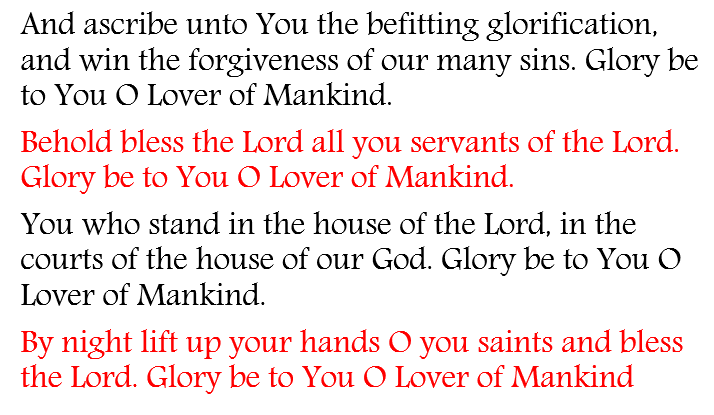 And ascribe unto You the befitting glorification,
and win the forgiveness of our many sins. Glory be
to You O Lover of Mankind.
Behold bless the Lord all you servants of the Lord.
Glory be to You O Lover of Mankind.
You who stand in the house of the Lord, in the
courts of the house of our God. Glory be to You O
Lover of Mankind.
By night lift up your hands O you saints and bless
the Lord. Glory be to You O Lover of Mankind